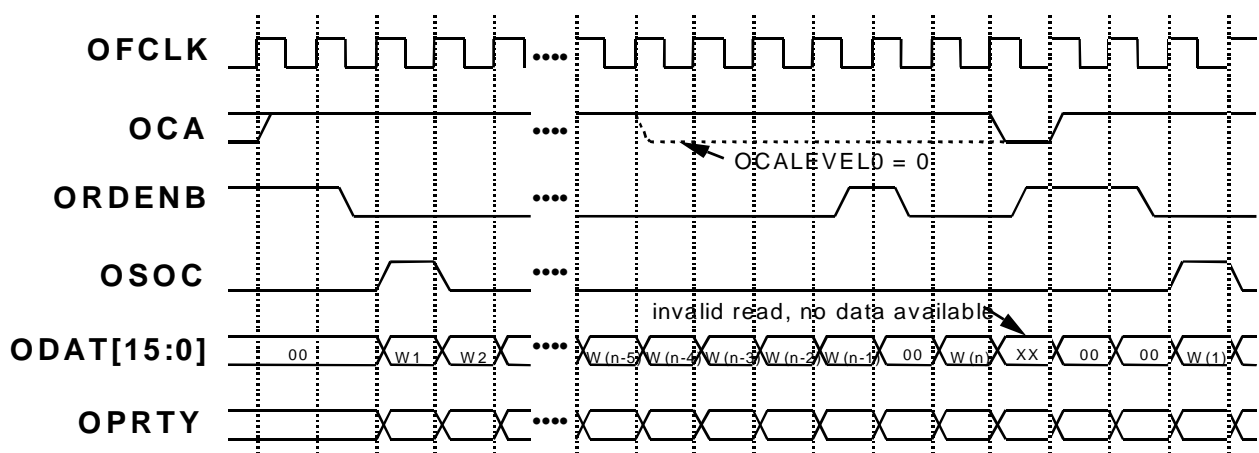 OFCLK
OCA
OCALEVEL0 = 0
ORDENB
OSOC
invalid read, no data available
ODAT[15:0] 00 W1 W2 W(n-5) W(n-4) W(n-3) W(n-2) W(n-1) 00 W(n) XX 00 00 W(1)
OPRTY